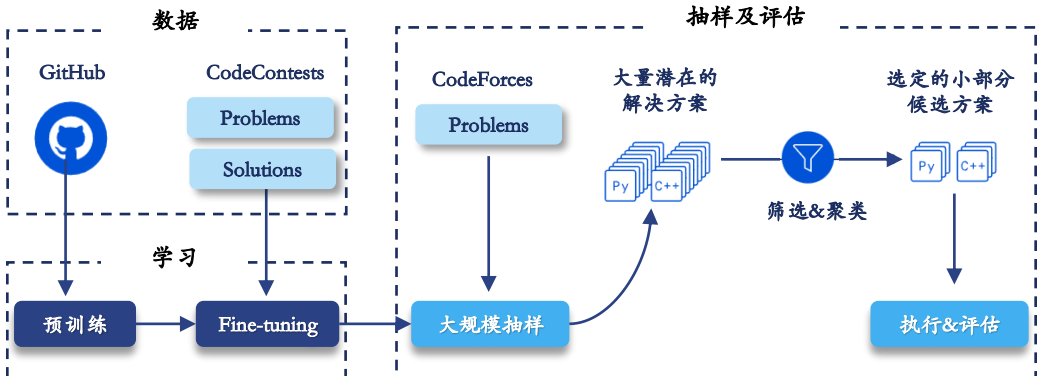 数据
GitHub
CodeContests
Problems
Solutions
学习
预训练
Fine-tuning
抽样及评估
CodeForces
Problems
大规模抽样
大量潜在的
解决方案
Py
C++
筛选&聚类
选定的小部分
候选方案
Py
C++
执行&评估